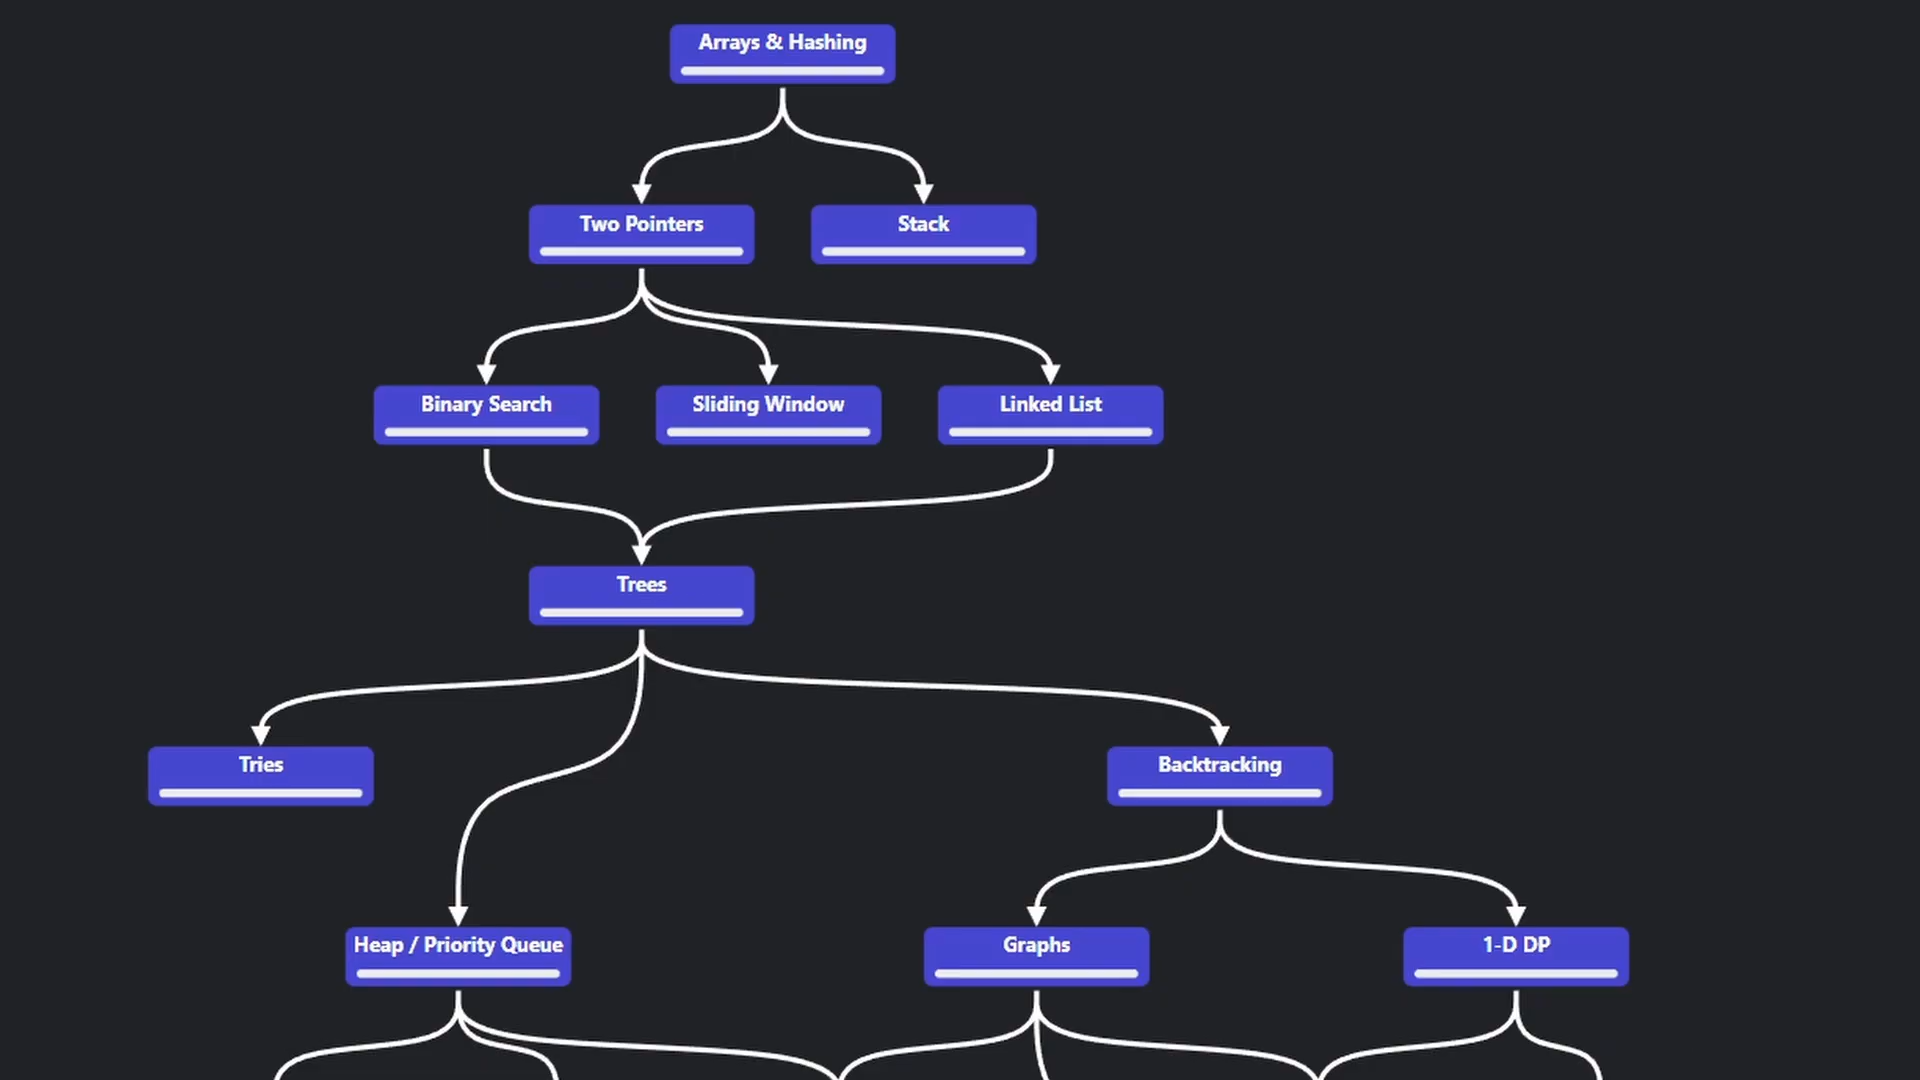 Arrays & Hashing
Two Pointers
Stack
Binary Search
Sliding Window
Linked List
Trees
Tries
Backtracking
Heap / Priority Queue
Graphs
1-D DP